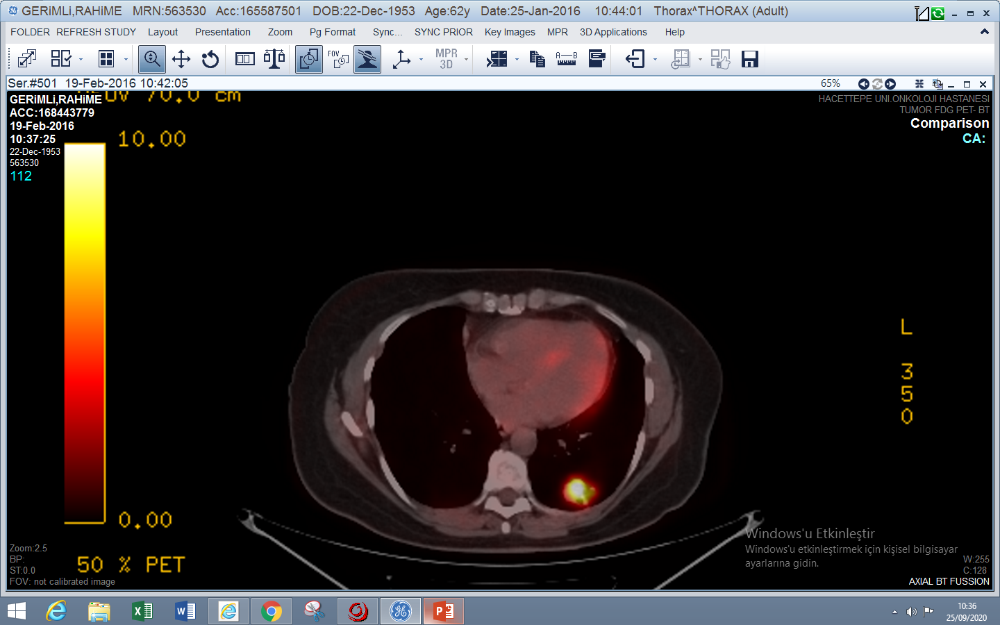 GERiMLi,RAHiME MRN:563530 Acc:165587501 DOB:22-Dec-1953 Age:62y Date:25-Jan-2016 10:44:01 Thorax^THORAX (Adult)
FOLDER REFRESH STUDY Layout Presentation Zoom Pg Format Sync... SYNC PRIOR Key Images MPR 3D Applications Help
FOV MPR 3D A B
Ser.#501 19-Feb-2016 10:42:05 65%
GERiMLi,RAHiME
70.0 cm
ACC:168443779
19-Feb-2016
10:37:25
22-Dec-1953
563530
112
HACETTEPE UNI.ONKOLOJI HASTANESI
TUMOR FDG PET- BT
Comparison
CA:
10.00
0.00
50 % PET
L
3
5
0
Zoom:2.5
BP:
ST:0.0
FOV: not calibrated image
Windows'u Etkinleştir
Windows'u etkinleştirmek için kişisel bilgisayar
ayarlarına gidin.
W:255
C:128
AXIAL BT FUSSION
10:36
25/09/2020